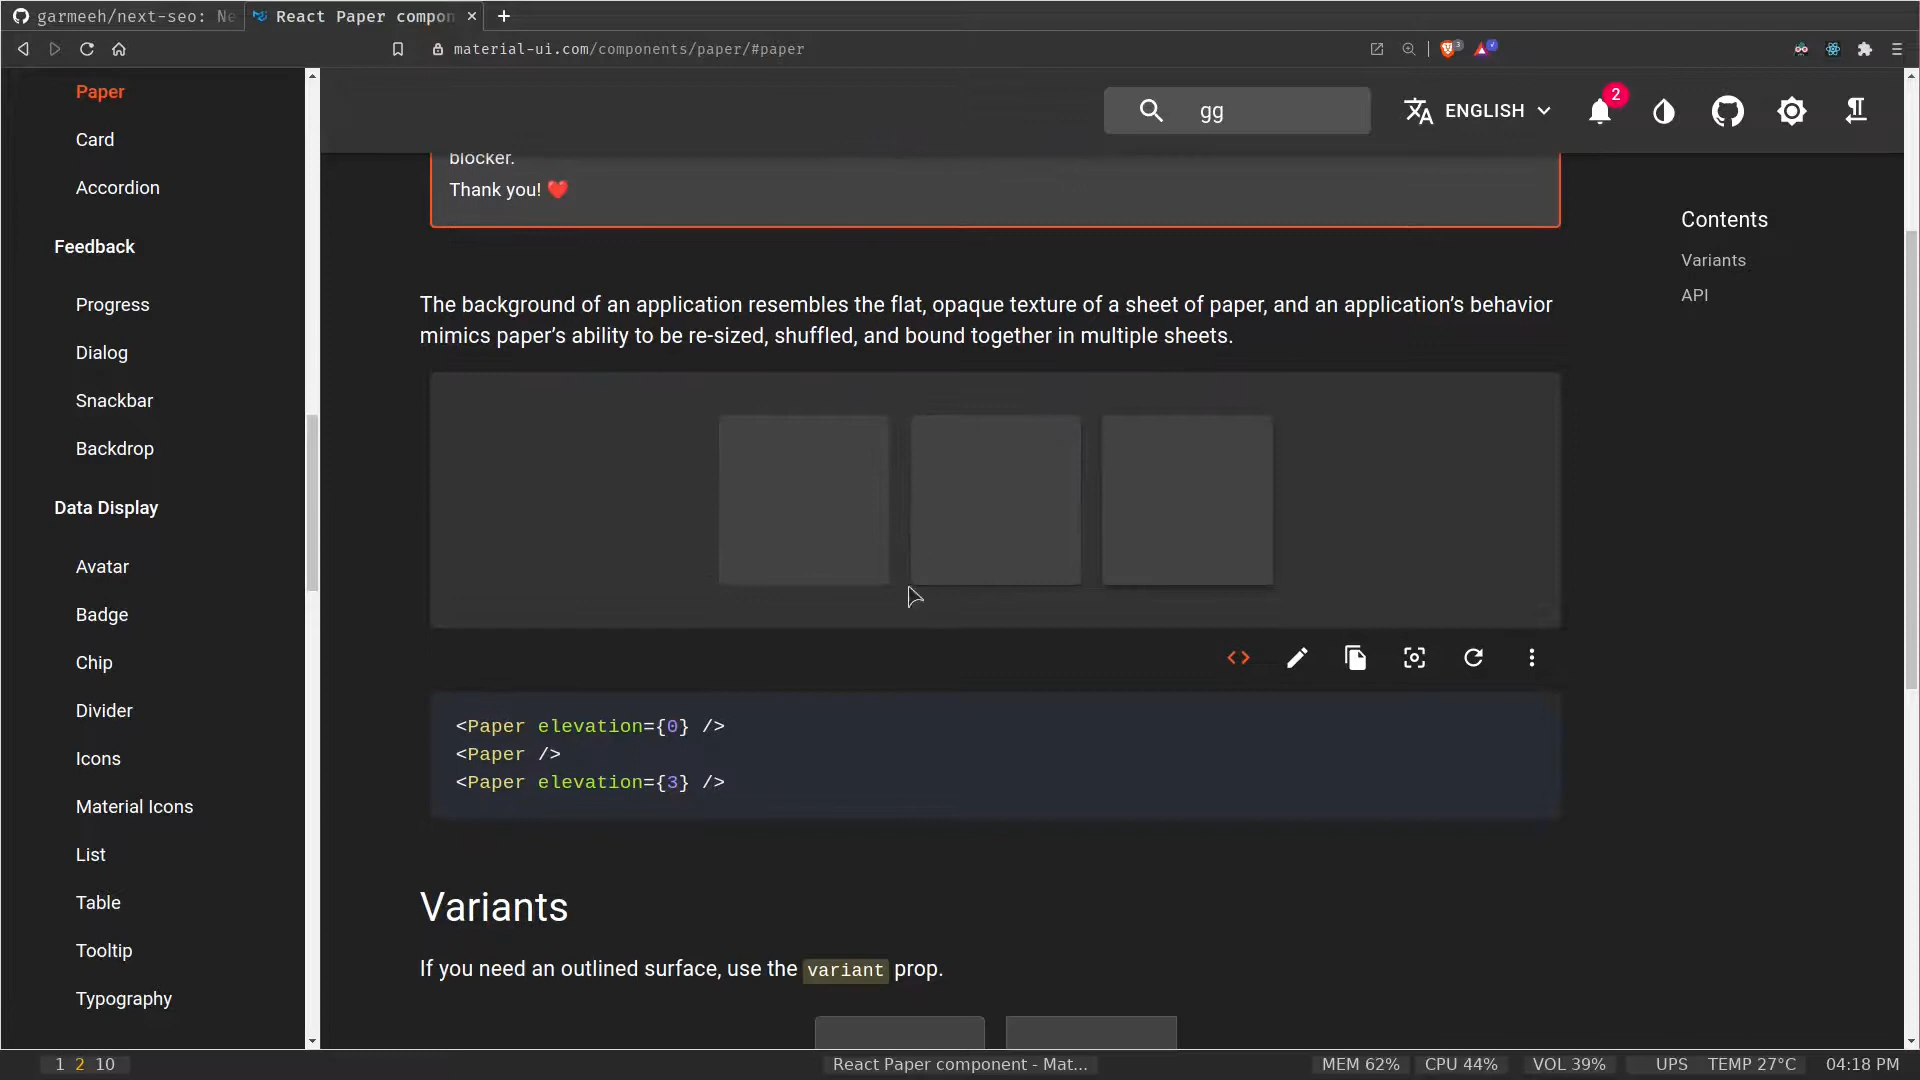 garmeeh/next-seo: Ne
React Paper compon
material-ui.com/components/paper/#paper
3
Paper
Card
Accordion
Feedback
Progress
Dialog
Snackbar
Backdrop
Data Display
Avatar
Badge
Chip
Divider
Icons
Material Icons
List
Table
Tooltip
Typography
gg
ENGLISH
2
blocker.
Thank you! ❤️
The background of an application resembles the flat, opaque texture of a sheet of paper, and an application’s behavior
mimics paper’s ability to be re-sized, shuffled, and bound together in multiple sheets.
<Paper elevation={0} />
<Paper />
<Paper elevation={3} />
Variants
If you need an outlined surface, use the variant prop.
Contents
Variants
API
1 2 10
React Paper component - Mat...
MEM 62% CPU 44% VOL 39% UPS TEMP 27°C 04:18 PM